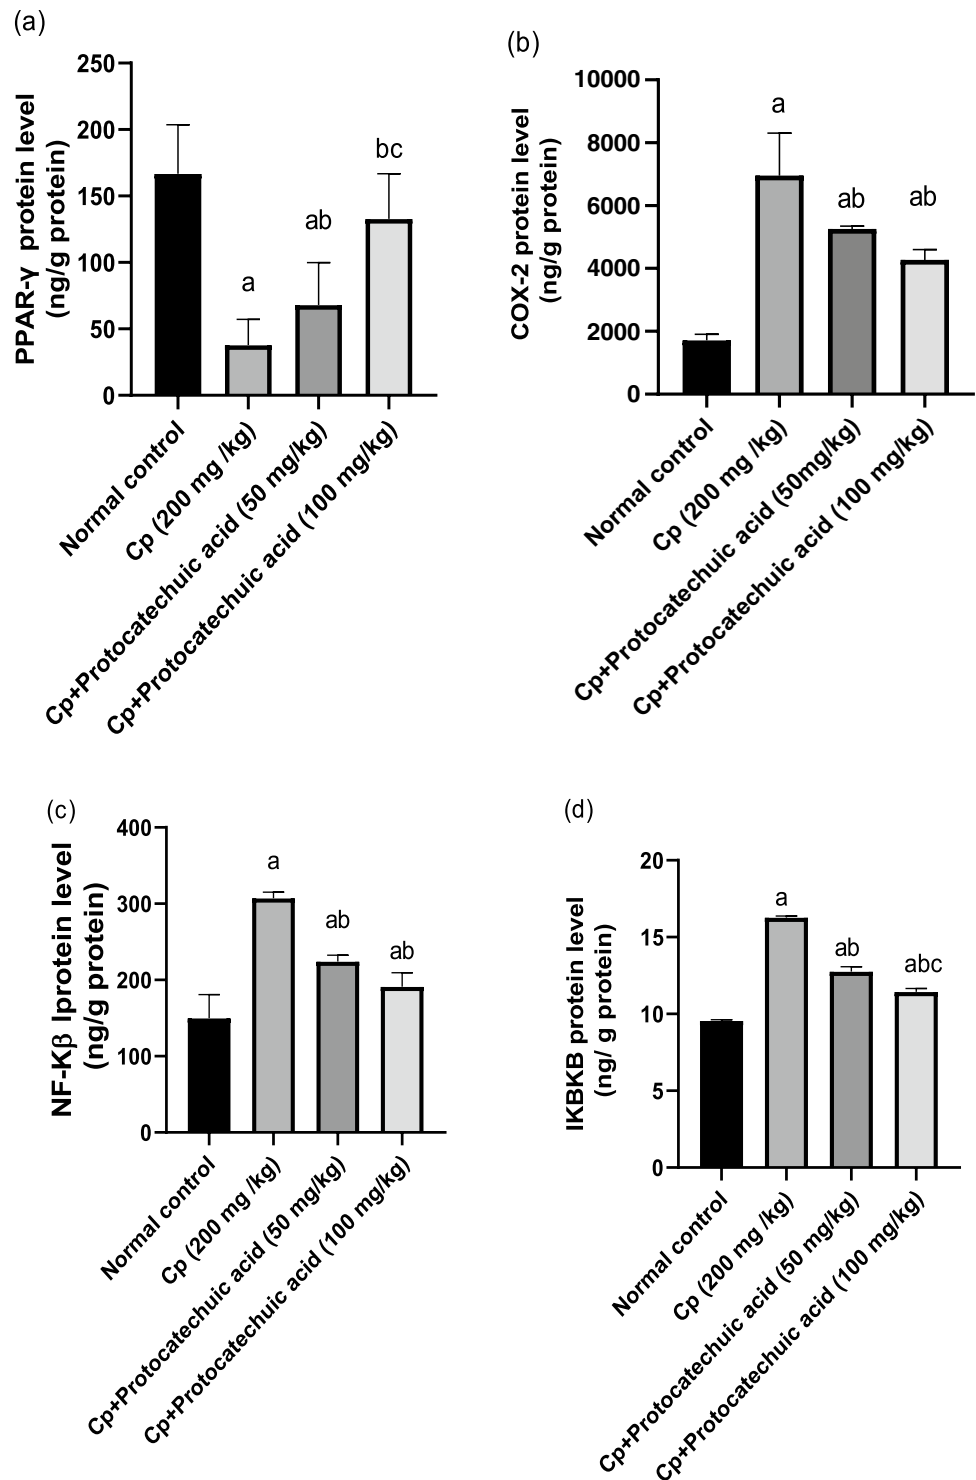 (a)
PPAR-γ protein level
(ng/g protein)
250
200
150
100
50
0
a
ab
bc
Normal control
Cp (200 mg /kg)
Cp+Protocatechuic acid (50 mg/kg)
Cp+Protocatechuic acid (100 mg/kg)
(b)
COX-2 protein level
(ng/g protein)
10000
8000
6000
4000
2000
0
a
ab
ab
Normal control
Cp (200 mg /kg)
Cp+Protocatechuic acid (50mg/kg)
Cp+Protocatechuic acid (100 mg/kg)
(c)
NF-Kβ lprotein level
(ng/g protein)
400
300
200
100
0
a
ab
ab
Normal control
Cp (200 mg /kg)
Cp+Protocatechuic acid (50 mg/kg)
Cp+Protocatechuic acid (100 mg/kg)
(d)
IKBKB protein level
(ng/ g protein)
20
15
10
5
0
a
ab
abc
Normal control
Cp (200 mg /kg)
Cp+Protocatechuic acid (50 mg/kg)
Cp+Protocatechuic acid (100 mg/kg)